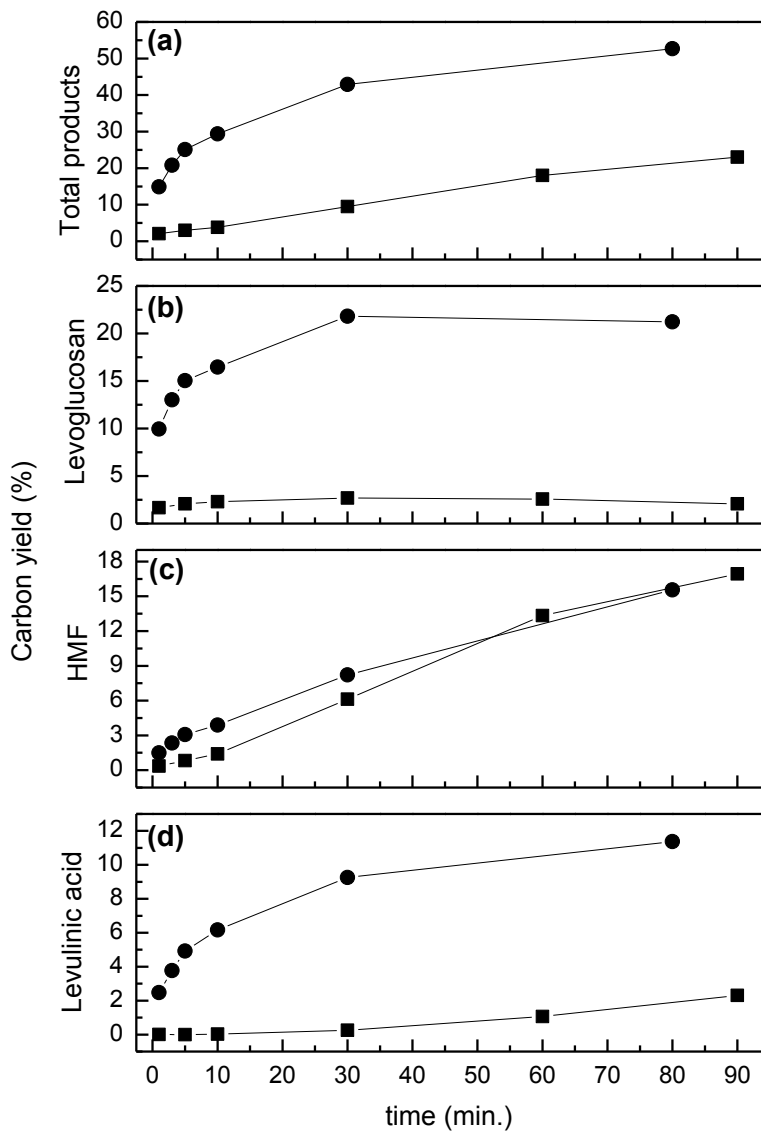 (a)
60
50
40
30
20
10
0
Total products
(b)
25
20
15
10
5
0
Levoglucosan
Carbon yield (%)
(c)
18
15
12
9
6
3
0
HMF
(d)
12
10
8
6
4
2
0
Levulinic acid
0 10 20 30 40 50 60 70 80 90
time (min.)